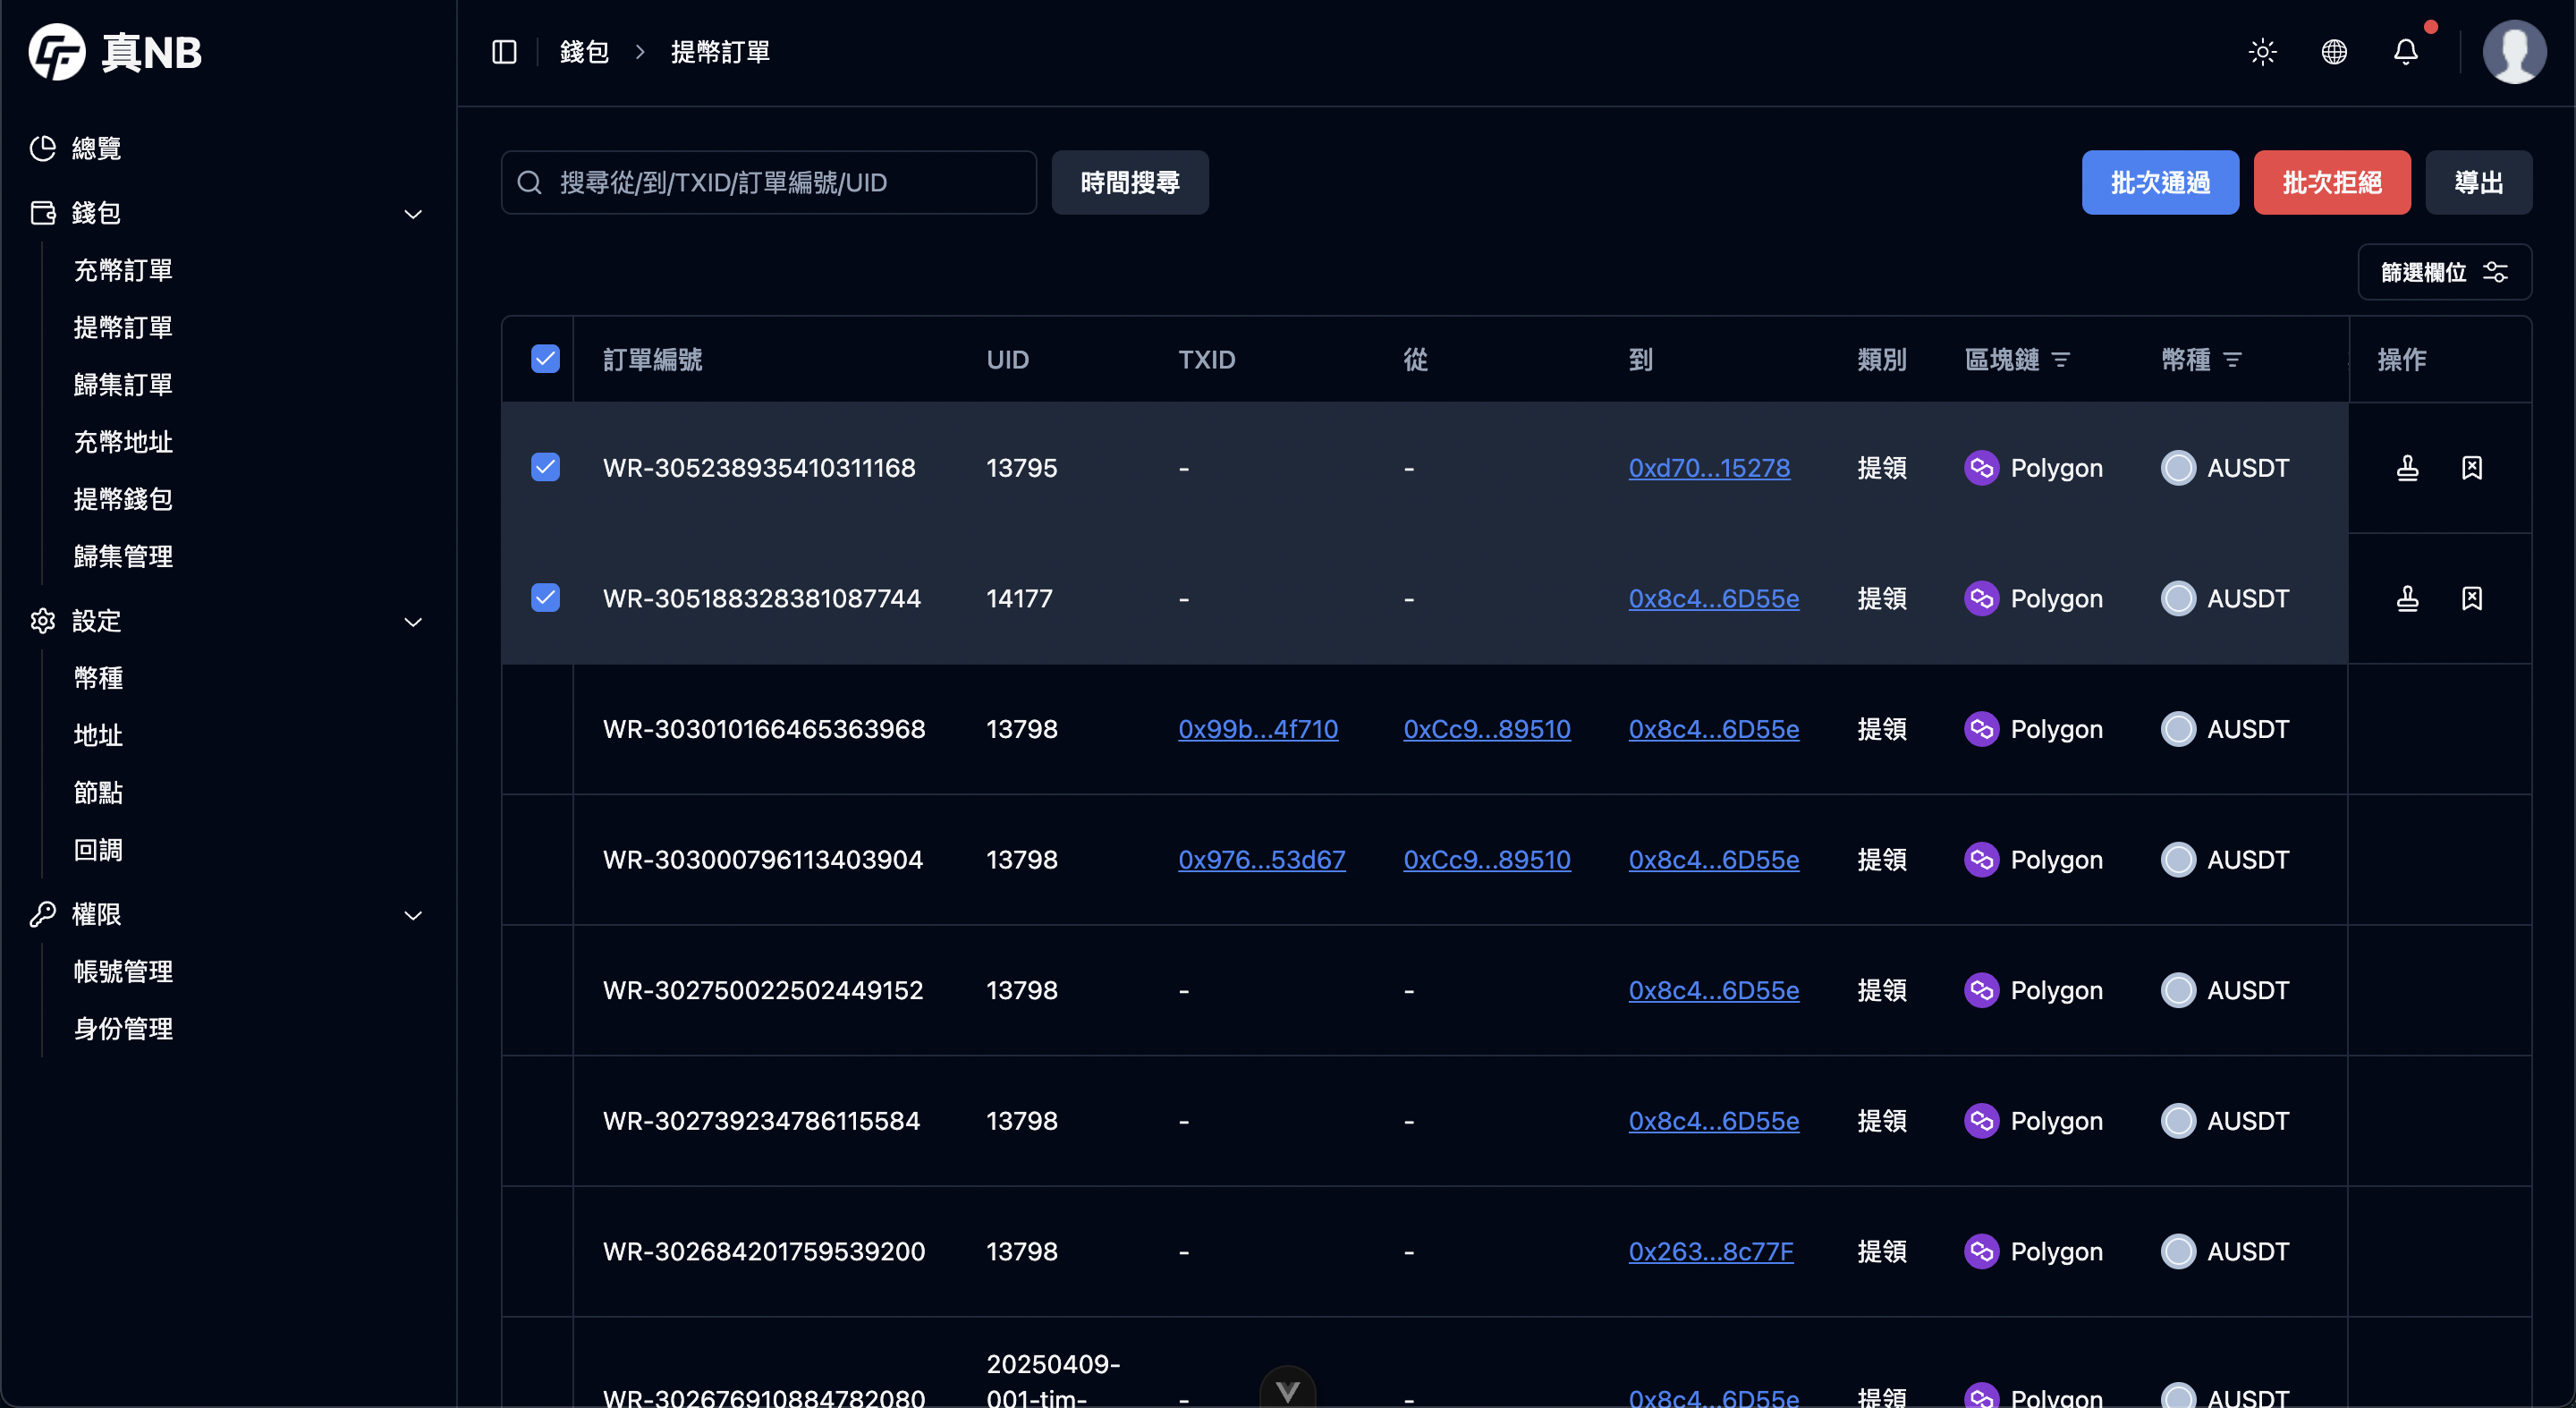 真NB
總覽
錢包
充幣訂單
提幣訂單
歸集訂單
充幣地址
提幣錢包
歸集管理
設定
幣種
地址
節點
回調
權限
帳號管理
身份管理
錢包 > 提幣訂單
搜尋從/到/TXID/訂單編號/UID
時間搜尋
批次通過
批次拒絕
導出
篩選欄位
訂單編號 UID TXID 從 到 類別 區塊鏈 幣種 操作
WR-305238935410311168 13795 - - 0xd70...15278 提領 Polygon AUSDT
WR-305188328381087744 14177 - - 0x8c4...6D55e 提領 Polygon AUSDT
WR-303010166465363968 13798 0x99b...4f710 0xCc9...89510 0x8c4...6D55e 提領 Polygon AUSDT
WR-303000796113403904 13798 0x976...53d67 0xCc9...89510 0x8c4...6D55e 提領 Polygon AUSDT
WR-302750022502449152 13798 - - 0x8c4...6D55e 提領 Polygon AUSDT
WR-302739234786115584 13798 - - 0x8c4...6D55e 提領 Polygon AUSDT
WR-302684201759539200 13798 - - 0x263...8c77F 提領 Polygon AUSDT
20250409-
WR-302676910884782080 001-tim- - - 0x8c4...6D55e 提領 Polygon AUSDT